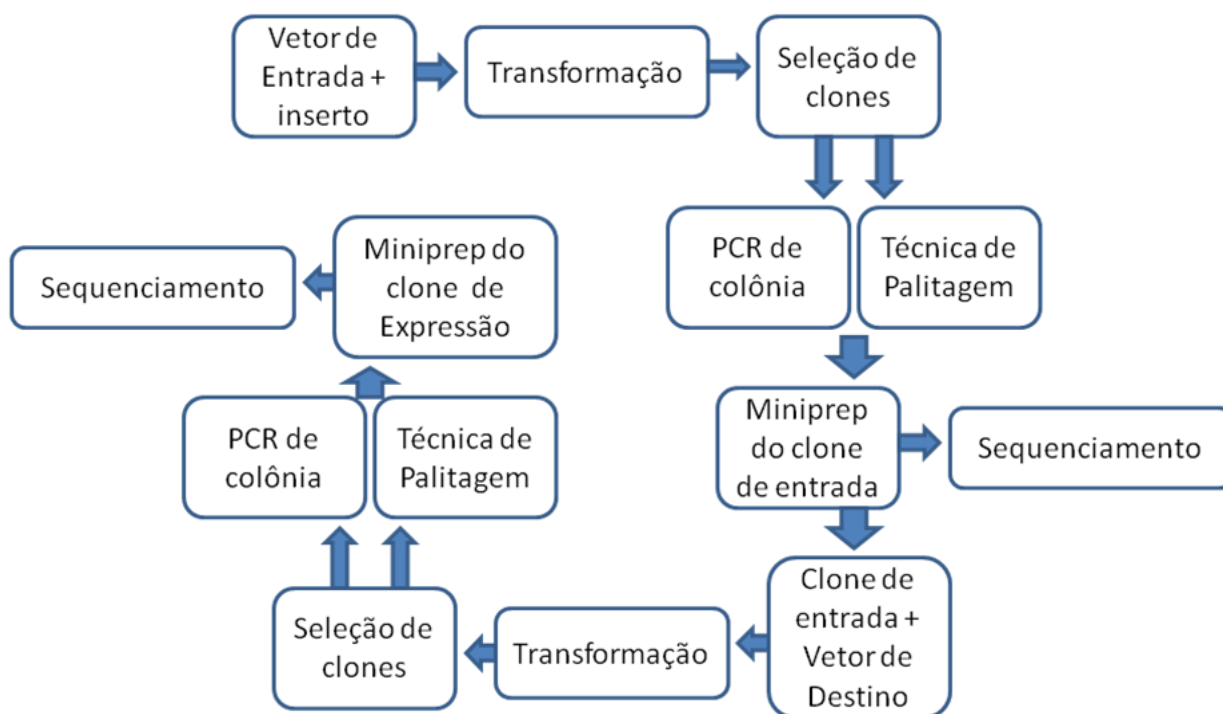 Vetor de
Entrada +
inserto
Transformação
Seleção de
clones
PCR de
colônia
Técnica de
Palitagem
Miniprep
do clone
de entrada
Sequenciamento
Clone de
entrada +
Vetor de
Destino
Transformação
Seleção de
clones
PCR de
colônia
Técnica de
Palitagem
Miniprep do
clone de
Expressão
Sequenciamento